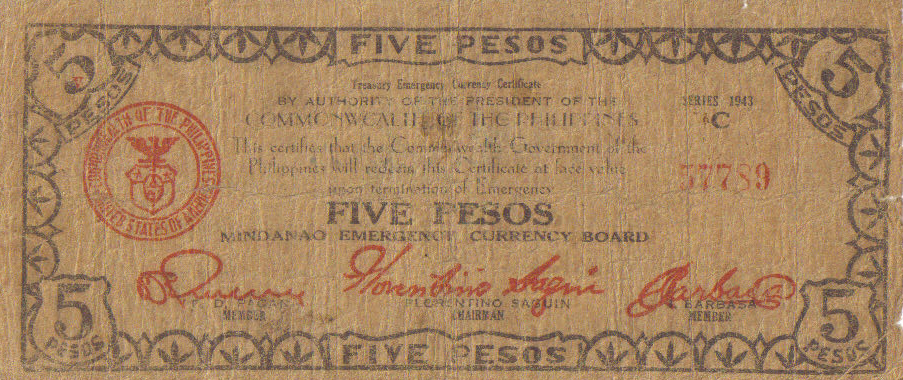 FIVE PESOS
5 PESOS
5 PESOS
Treasury Emergency Currency Certificate
BY AUTHORITY OF THE PRESIDENT OF THE
COMMONWEALTH OF THE PHILIPPINES
SERIES 1943
C
This certifies that the Commonwealth Government of the
Philippines will redeem this Certificate at face value
upon termination of Emergency
57789
COMMONWEALTH OF THE PHILIPPINES
UNITED STATES OF AMERICA
FIVE PESOS
MINDANAO EMERGENCY CURRENCY BOARD
Florentino Saguin
FLORENTINO SAGUIN
BARBASA
MEMBER
CHAIRMAN
MEMBER
5 PESOS
FIVE PESOS
5 PESOS